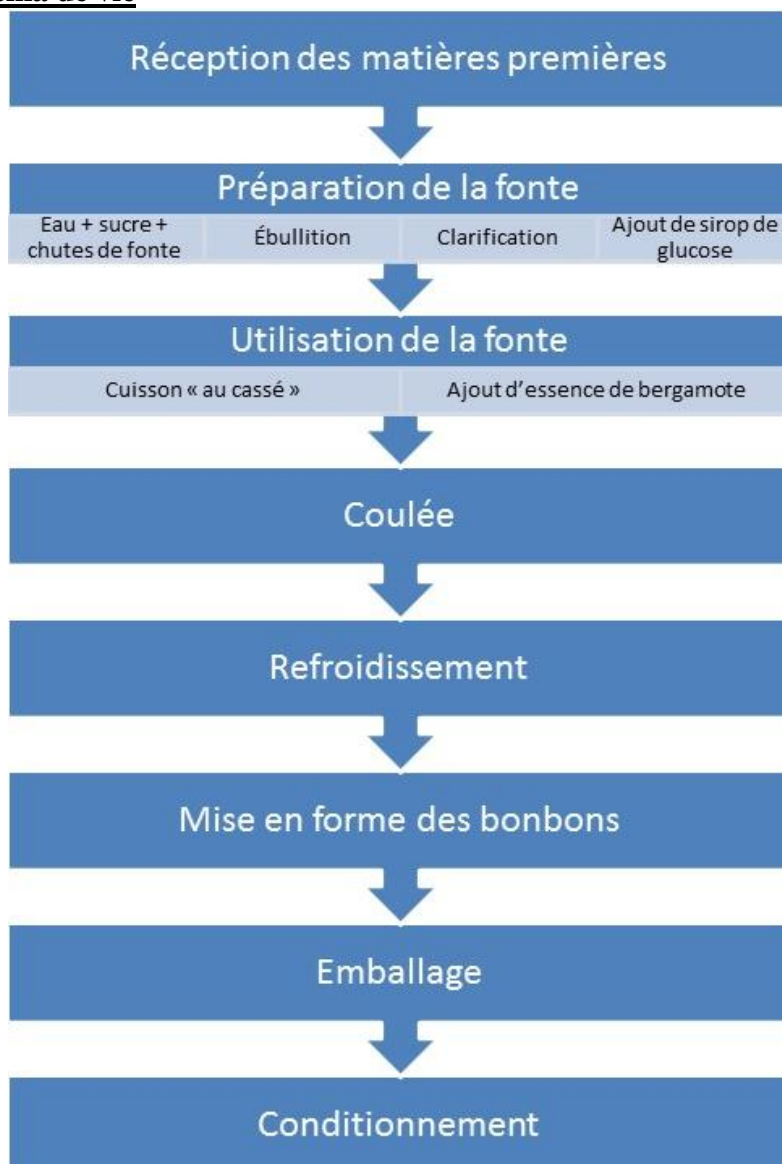 Réception des matières premières
Préparation de la fonte
Eau + sucre +
chutes de fonte
Ébullition
Clarification
Ajout de sirop de
glucose
Utilisation de la fonte
Cuisson « au cassé »
Ajout d'essence de bergamote
Coulée
Refroidissement
Mise en forme des bonbons
Emballage
Conditionnement